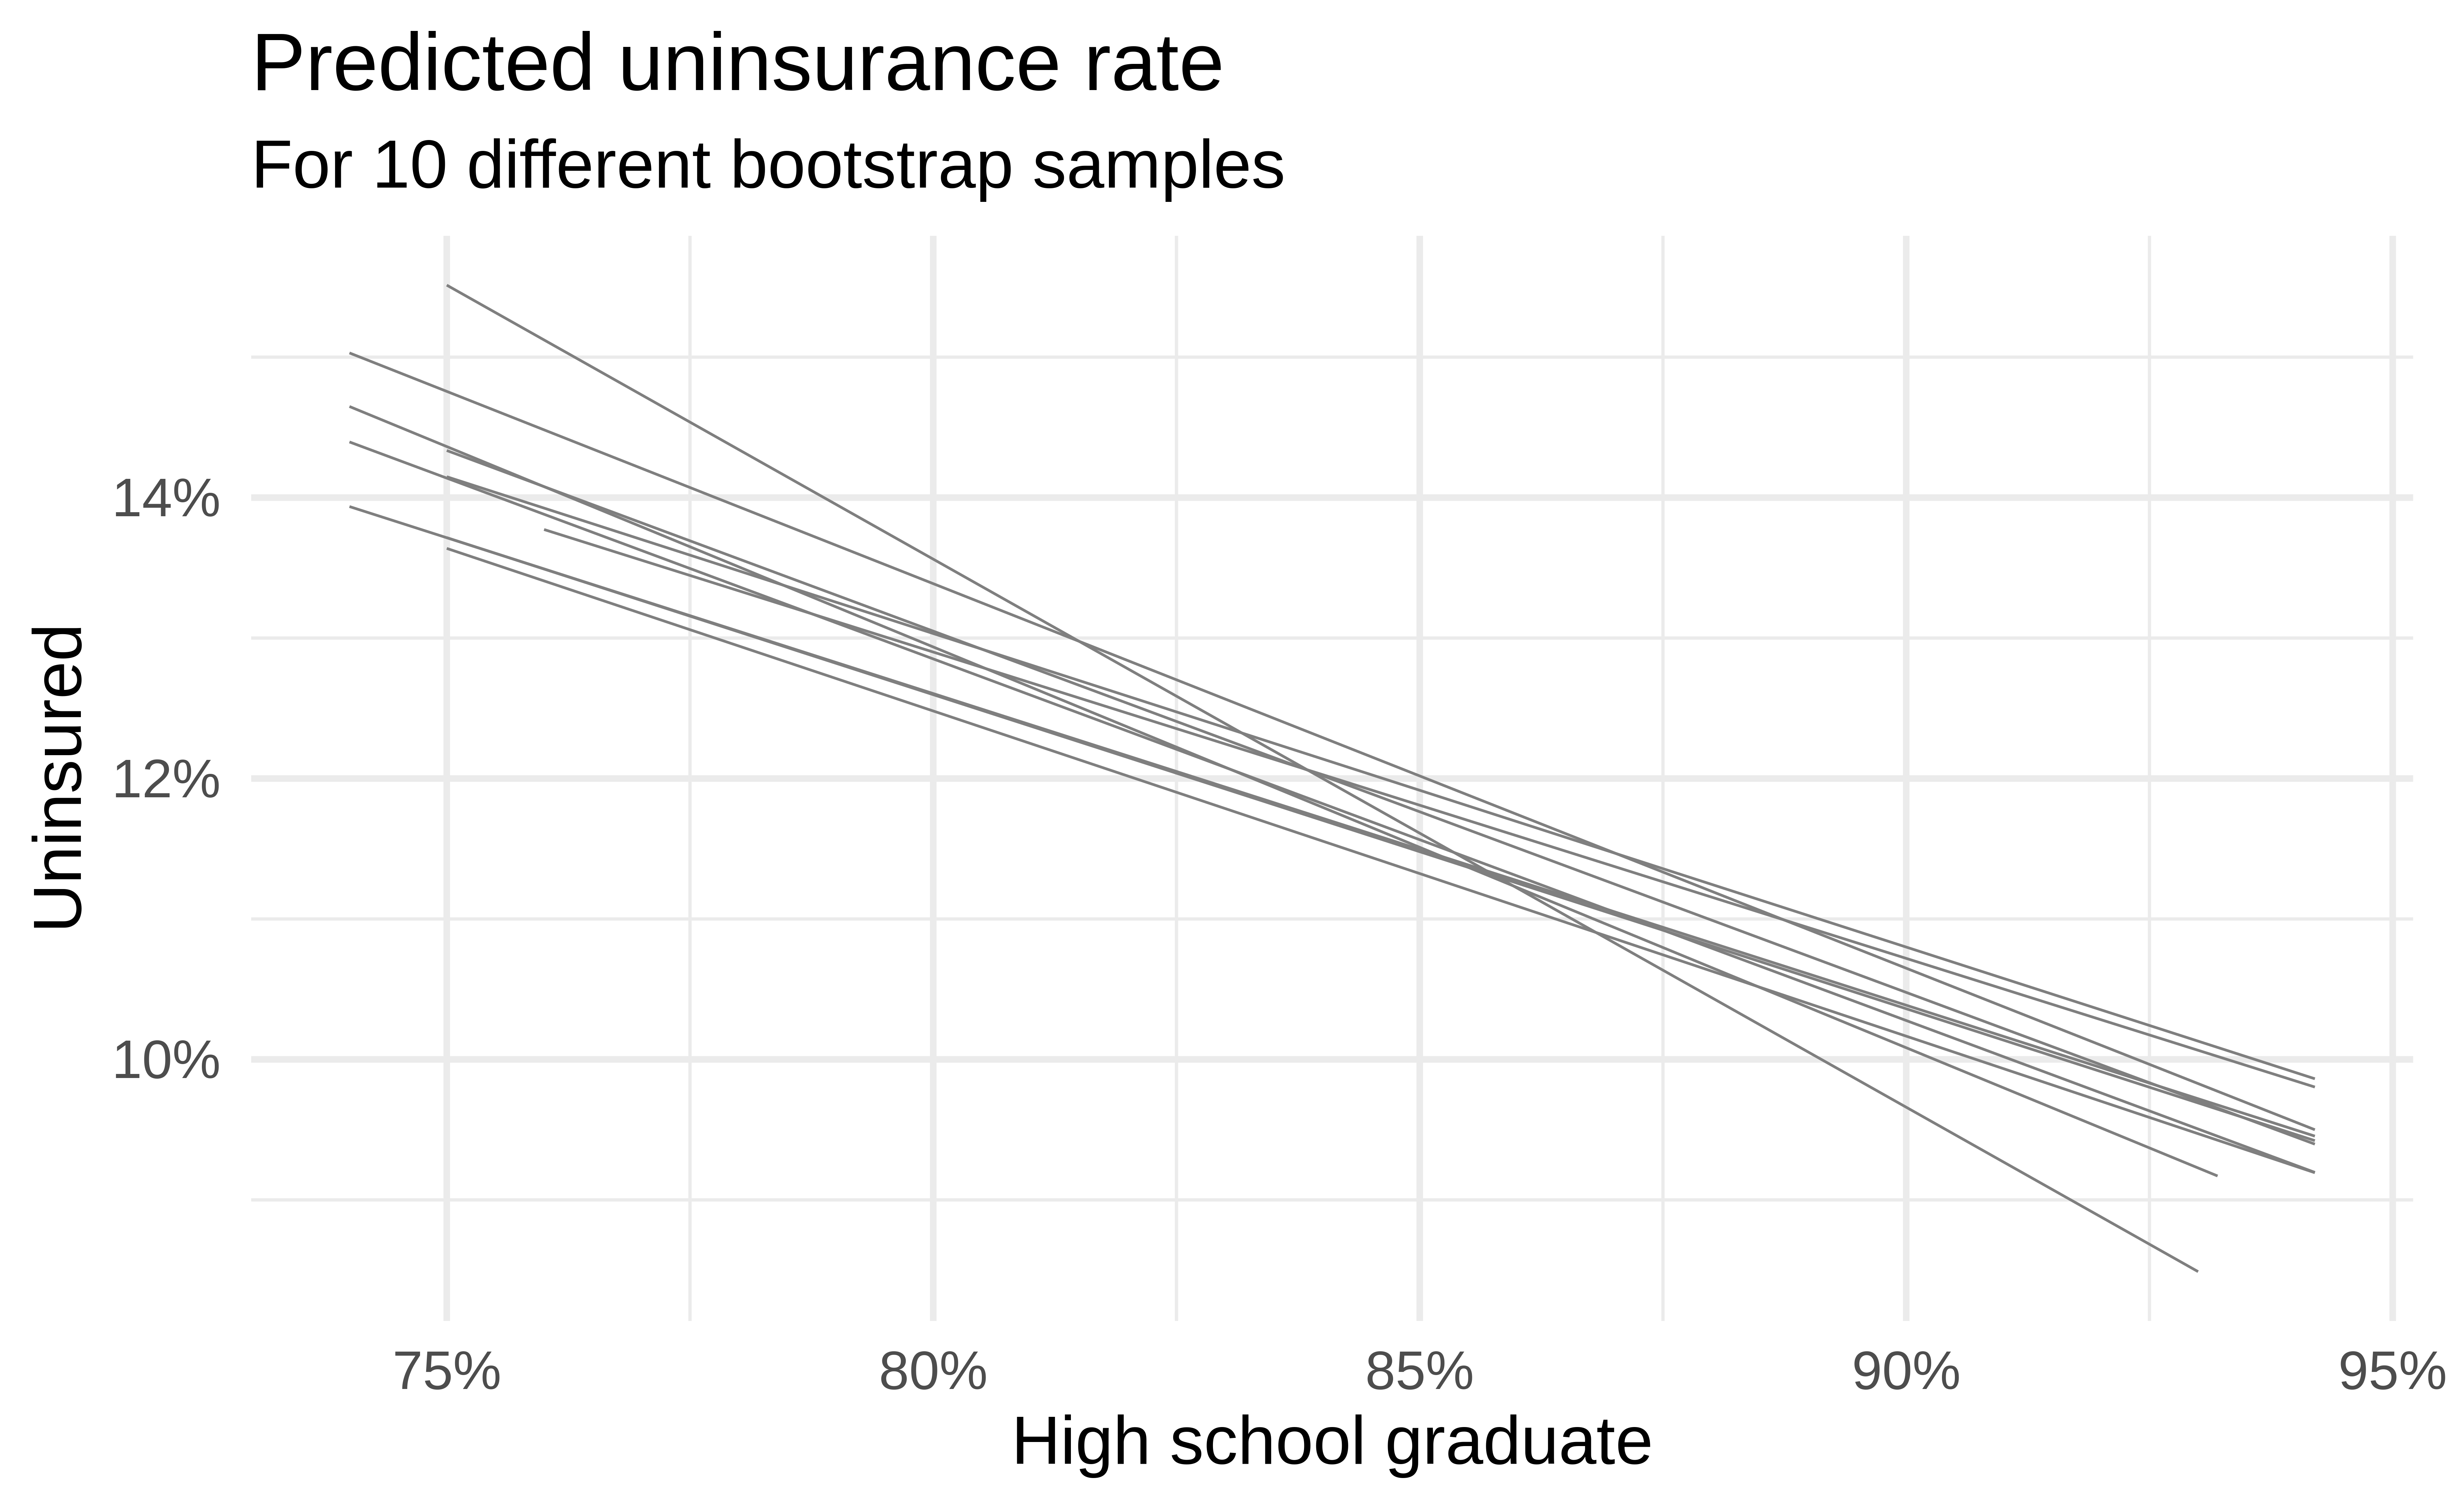 Predicted uninsurance rate
For 10 different bootstrap samples
Uninsured
14%
12%
10%
75% 80% 85% 90% 95%
High school graduate